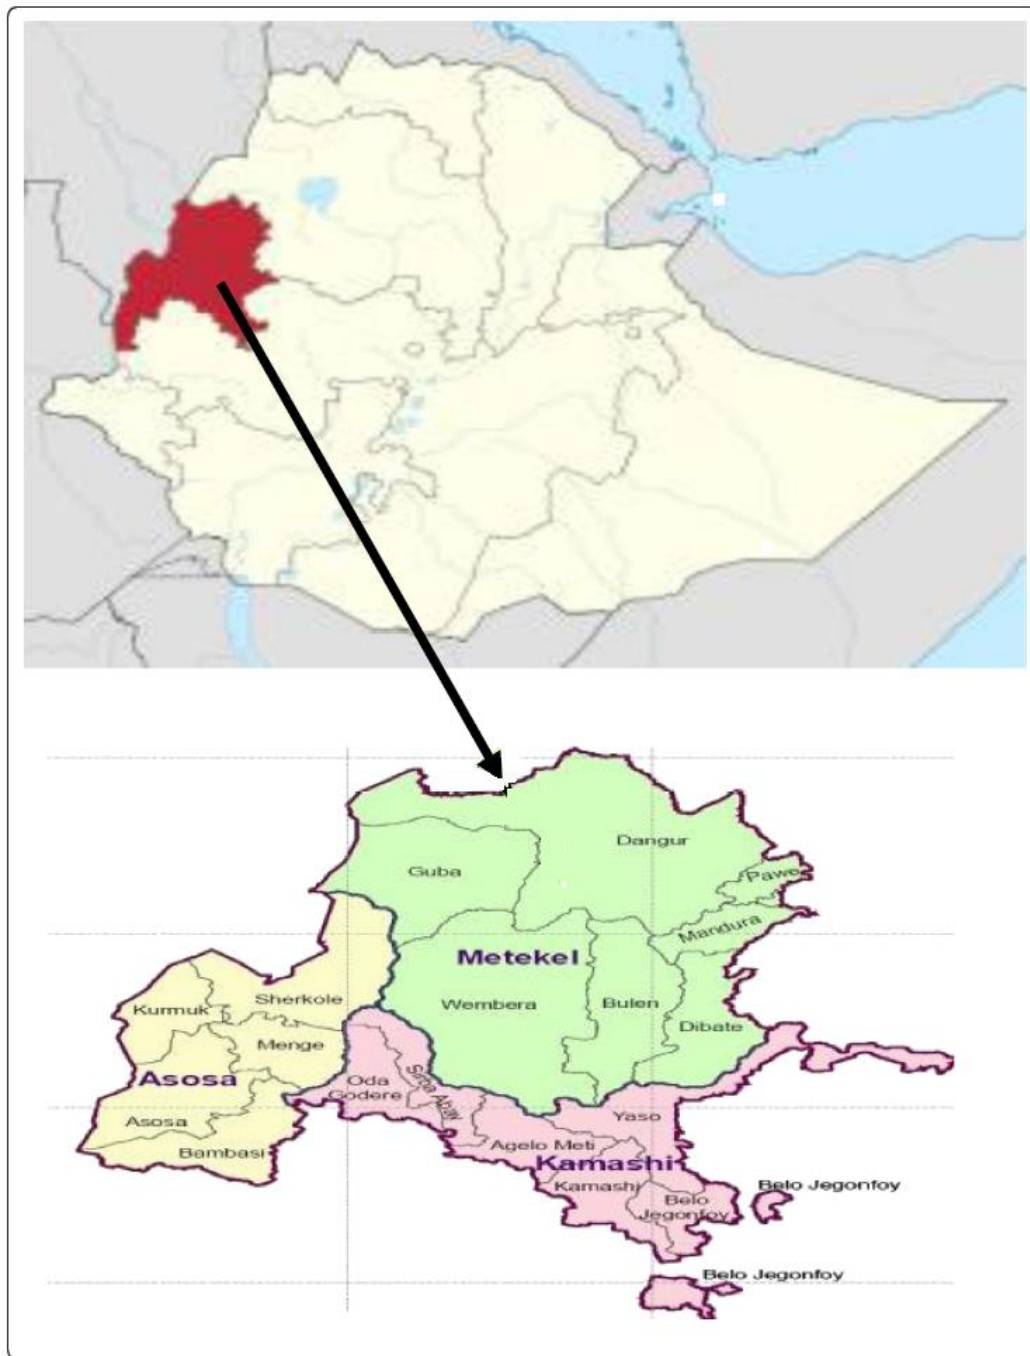 Dangur
Guba
Pawe
Mandura
Metekel
Sherkole
Wembera
Bulen
Kurmuk
Dibate
Menge
Asosa
Oda
Godere
Sirba Abay
Yaso
Asosa
Agelo Meti
Bambasi
Kamashi
Kamashi
Belo Jegonfoy
Belo
Jegonfoy
Belo Jegonfoy